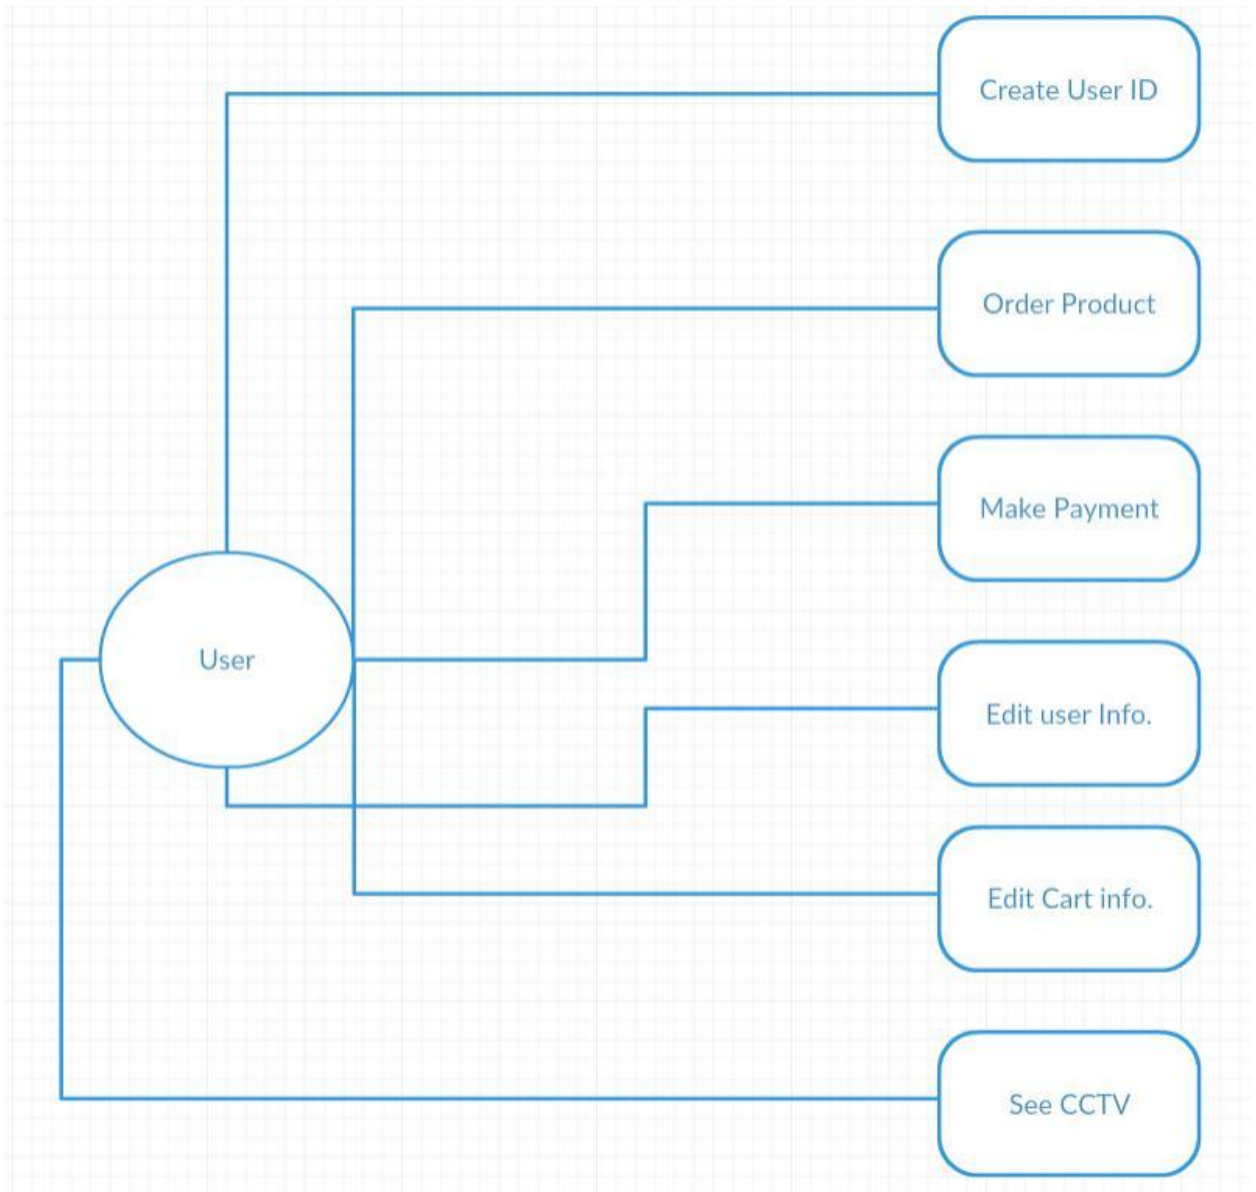 Create User ID
Order Product
Make Payment
User
Edit user Info.
Edit Cart info.
See CCTV